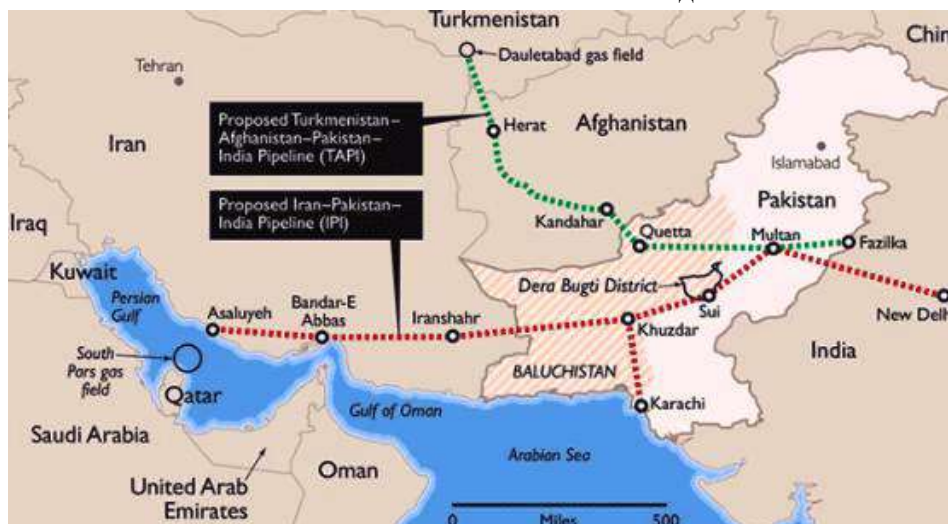 Turkmenistan
Dauletabad gas field
Tehran
Proposed Turkmenistan–
Afghanistan–Pakistan–
India Pipeline (TAPI)
Herat
Afghanistan
Iran
Islamabad
Proposed Iran–Pakistan–
India Pipeline (IPI)
Pakistan
Kandahar
Iraq
Quetta
Multan
Fazilka
Kuwait
Persian
Gulf
Dera Bugti District
Asaluyeh
Bandar-E
Abbas
Iranshahr
Sui
New Delh
Khuzdar
South
Pars gas
field
India
BALUCHISTAN
Qatar
Gulf of Oman
Karachi
Saudi Arabia
Arabian Sea
Oman
United Arab
Emirates
0
Miles
500